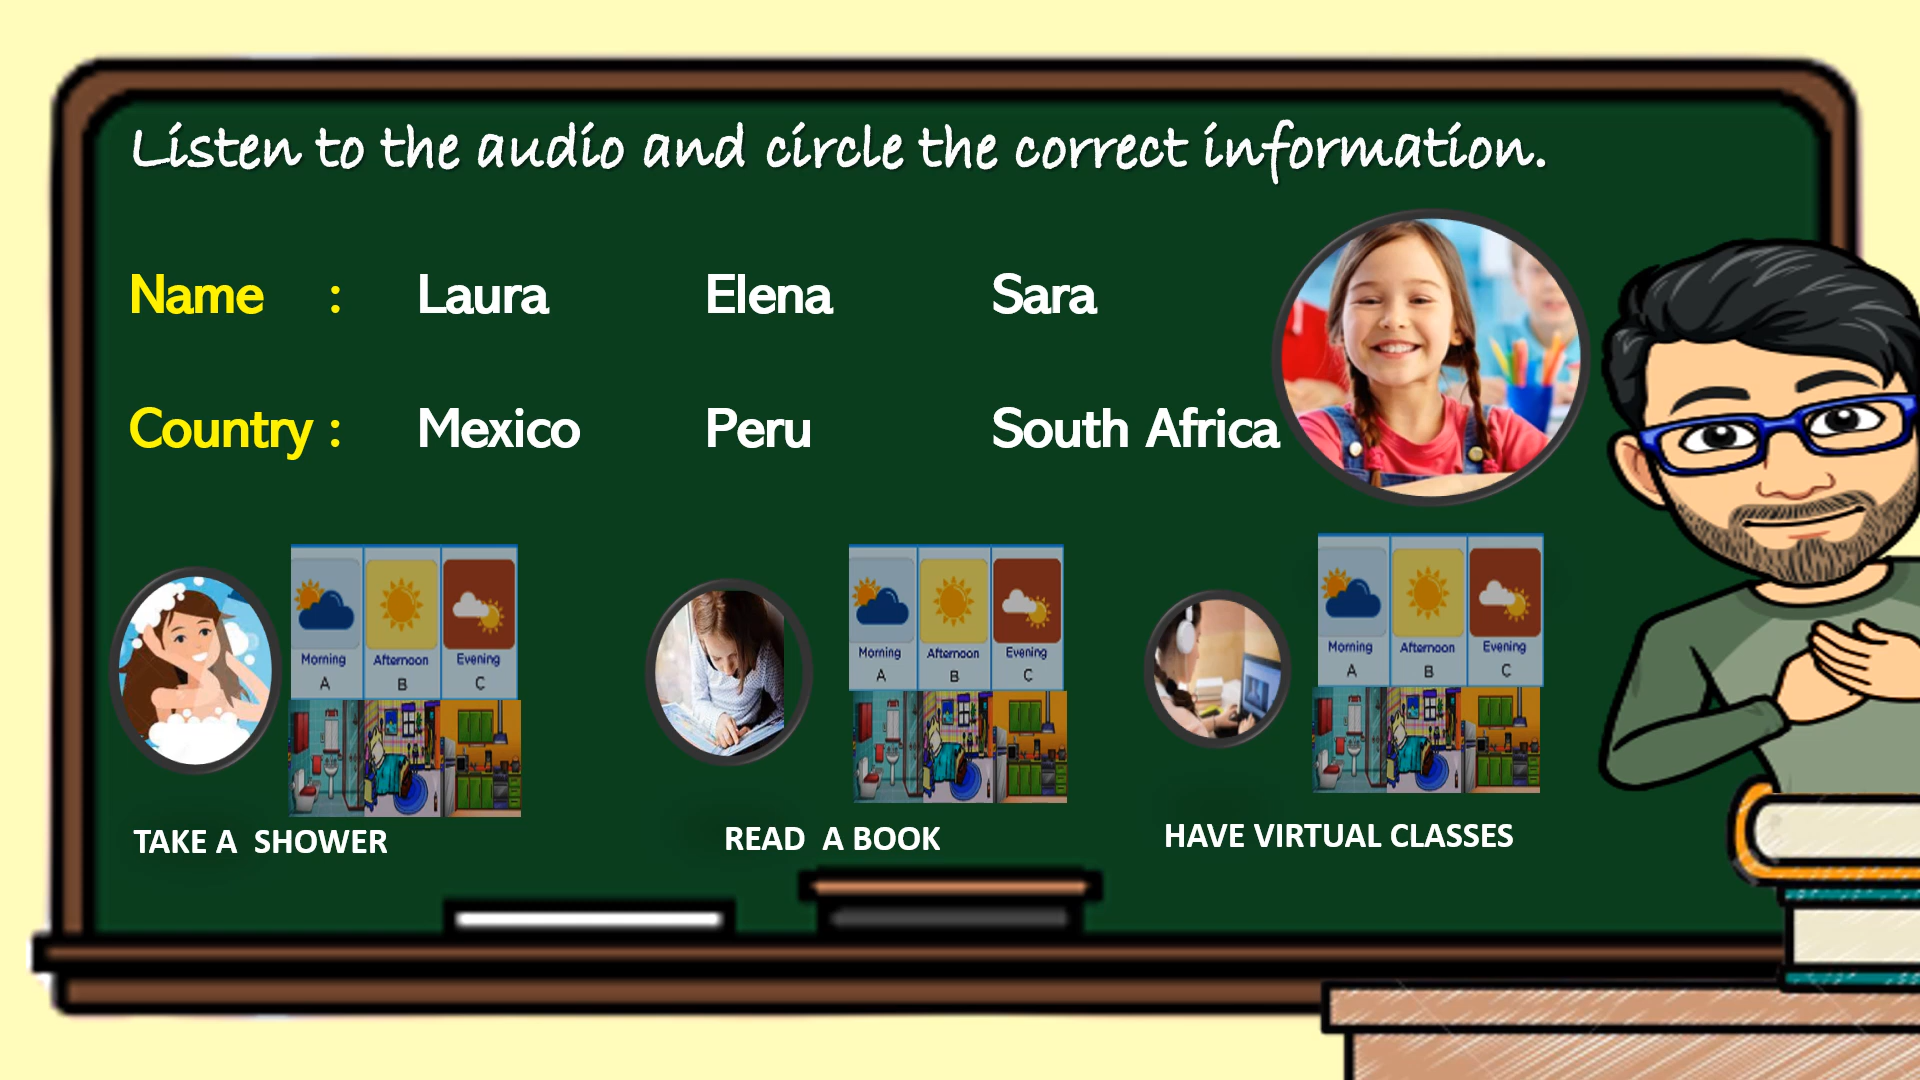 Listen to the audio and circle the correct information.
Name : Laura Elena Sara
Country : Mexico Peru South Africa
Morning Afternoon Evening
A B C
Morning Afternoon Evening
A B C
Morning Afternoon Evening
A B C
TAKE A SHOWER
READ A BOOK
HAVE VIRTUAL CLASSES